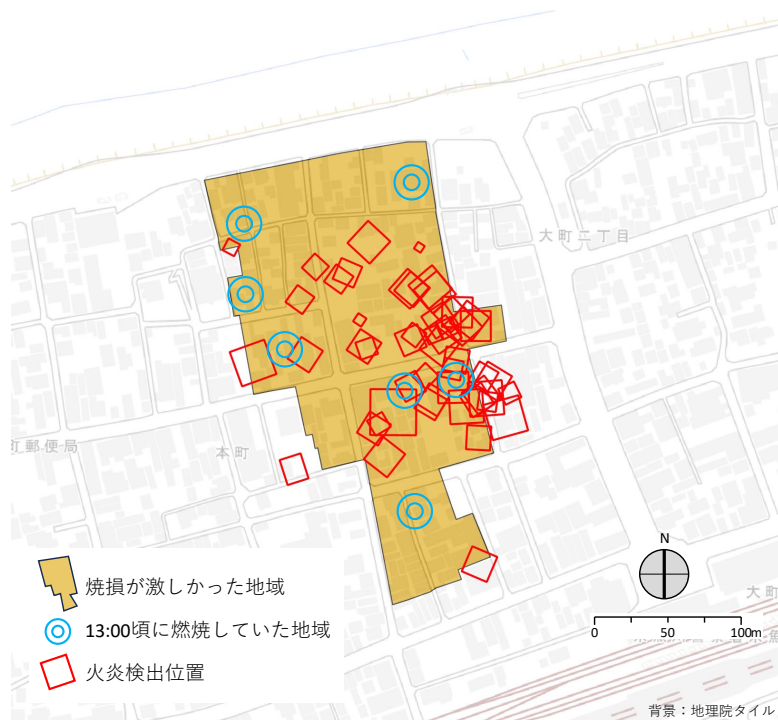 大町二丁目
町郵便局
本町
N
大町
0 50 100m
焼損が激しかった地域
13:00頃に燃焼していた地域
火炎検出位置
背景：地理院タイル